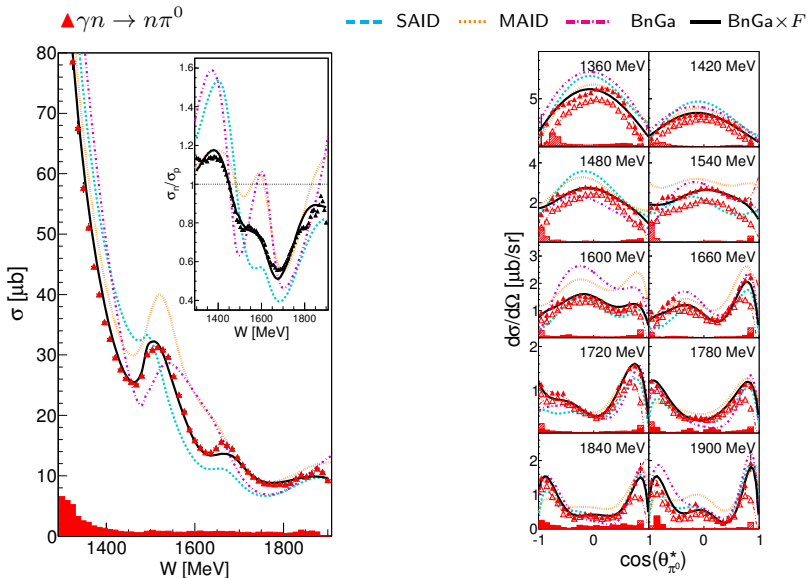 γn → nπ⁰
SAID
MAID
BnGa
BnGa×F
80
70
60
50
40
30
20
10
0
σ [μb]
1400
1600
1800
W [MeV]
1.6
1.4
1.2
1
0.8
0.6
0.4
σn/σp
1400
1600
1800
W [MeV]
1360 MeV
1420 MeV
5
1480 MeV
1540 MeV
4
2
1600 MeV
1660 MeV
3
2
1
1720 MeV
1780 MeV
2
1
1840 MeV
1900 MeV
2
1
0
dσ/dΩ [μb/sr]
-1
0
1
0
1
cos(θ*π⁰)